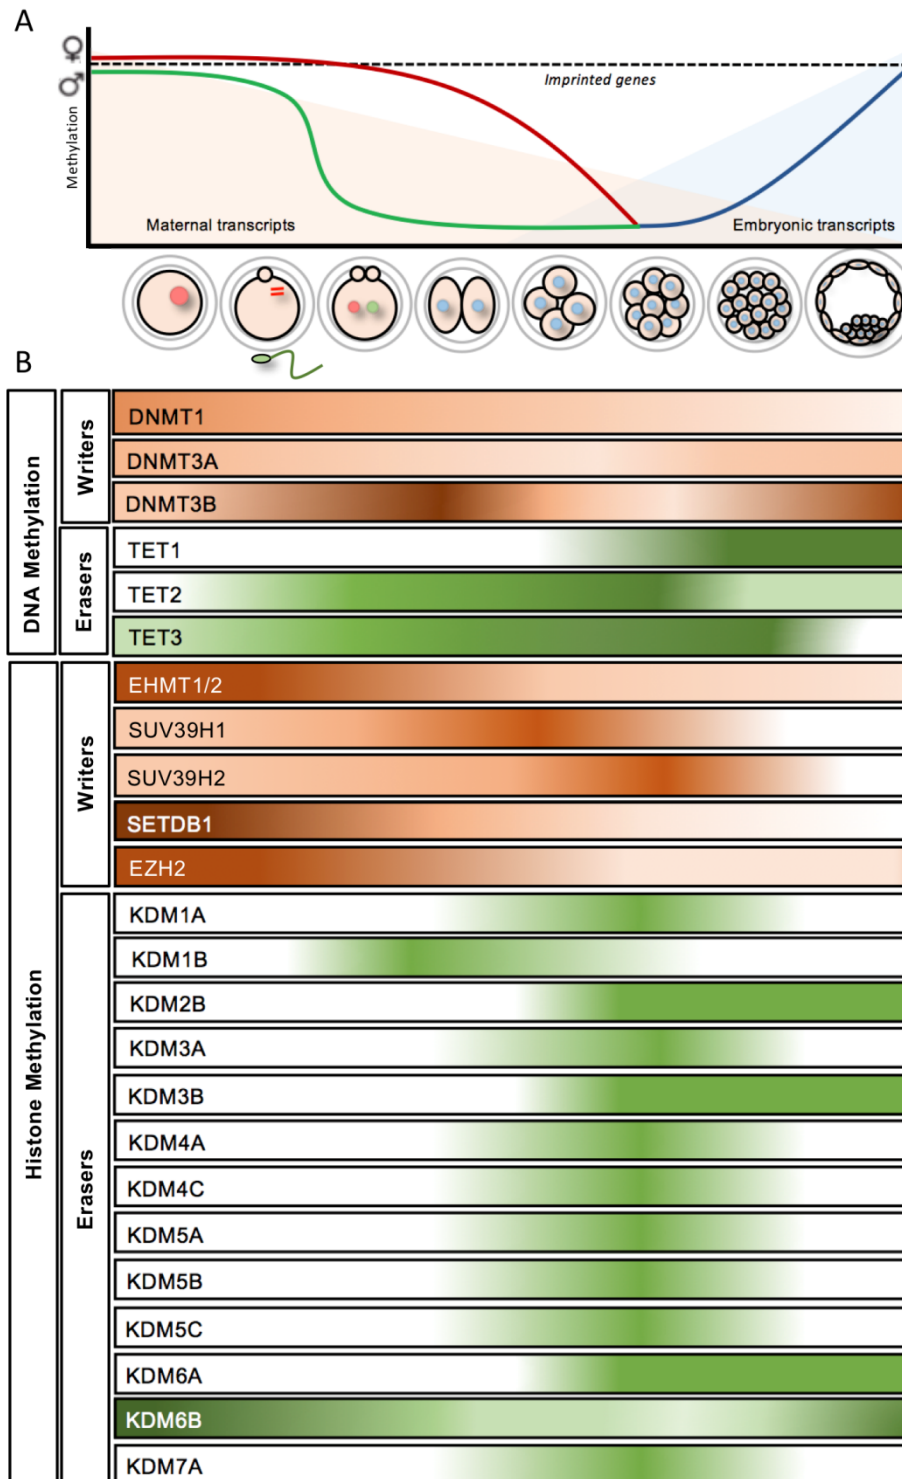 A
♀
♂
Methylation
Imprinted genes
Maternal transcripts
Embryonic transcripts
B
DNA Methylation
Writers
DNMT1
DNMT3A
DNMT3B
Erasers
TET1
TET2
TET3
Histone Methylation
Writers
EHMT1/2
SUV39H1
SUV39H2
SETDB1
EZH2
Erasers
KDM1A
KDM1B
KDM2B
KDM3A
KDM3B
KDM4A
KDM4C
KDM5A
KDM5B
KDM5C
KDM6A
KDM6B
KDM7A